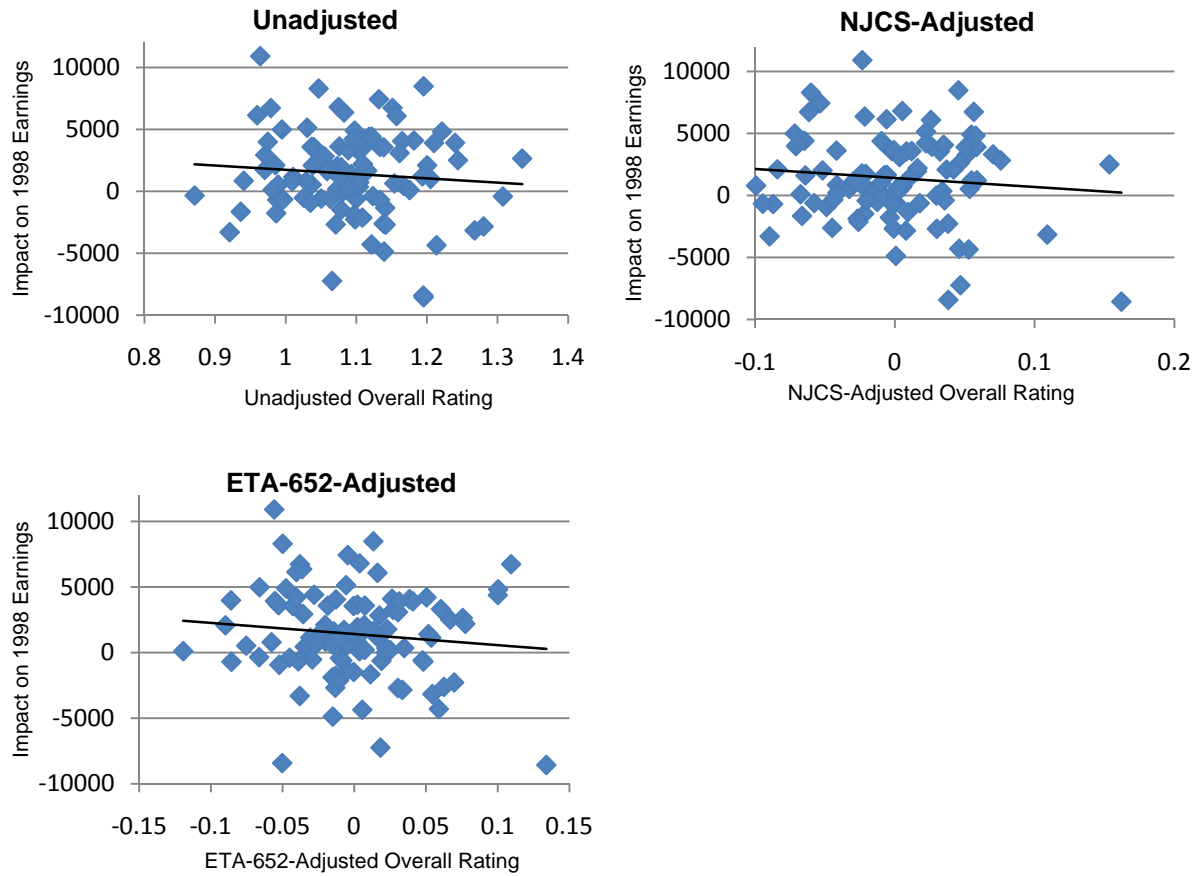 Unadjusted
Impact on 1998 Earnings
10000
5000
0
-5000
-10000
0.8 0.9 1 1.1 1.2 1.3 1.4
Unadjusted Overall Rating
NJCS-Adjusted
Impact on 1998 Earnings
10000
5000
0
-5000
-10000
-0.1 0 0.1 0.2
NJCS-Adjusted Overall Rating
ETA-652-Adjusted
Impact on 1998 Earnings
10000
5000
0
-5000
-10000
-0.15 -0.1 -0.05 0 0.05 0.1 0.15
ETA-652-Adjusted Overall Rating